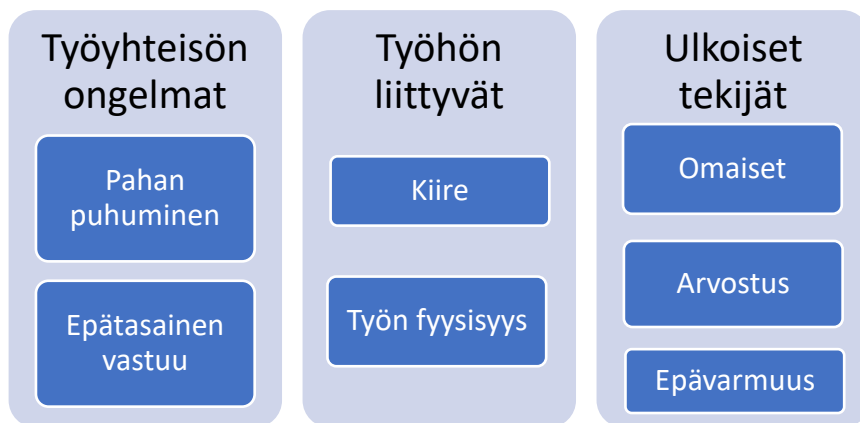 Työyhteisön
ongelmat
Pahan
puhuminen
Epätasainen
vastuu
Työhön
liittyvät
Kiire
Työn fyysisyys
Ulkoiset
tekijät
Omaiset
Arvostus
Epävarmuus